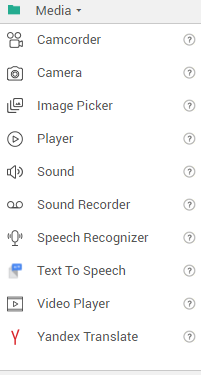 Media
Camcorder
Camera
Image Picker
Player
Sound
Sound Recorder
Speech Recognizer
Text To Speech
Video Player
Yandex Translate